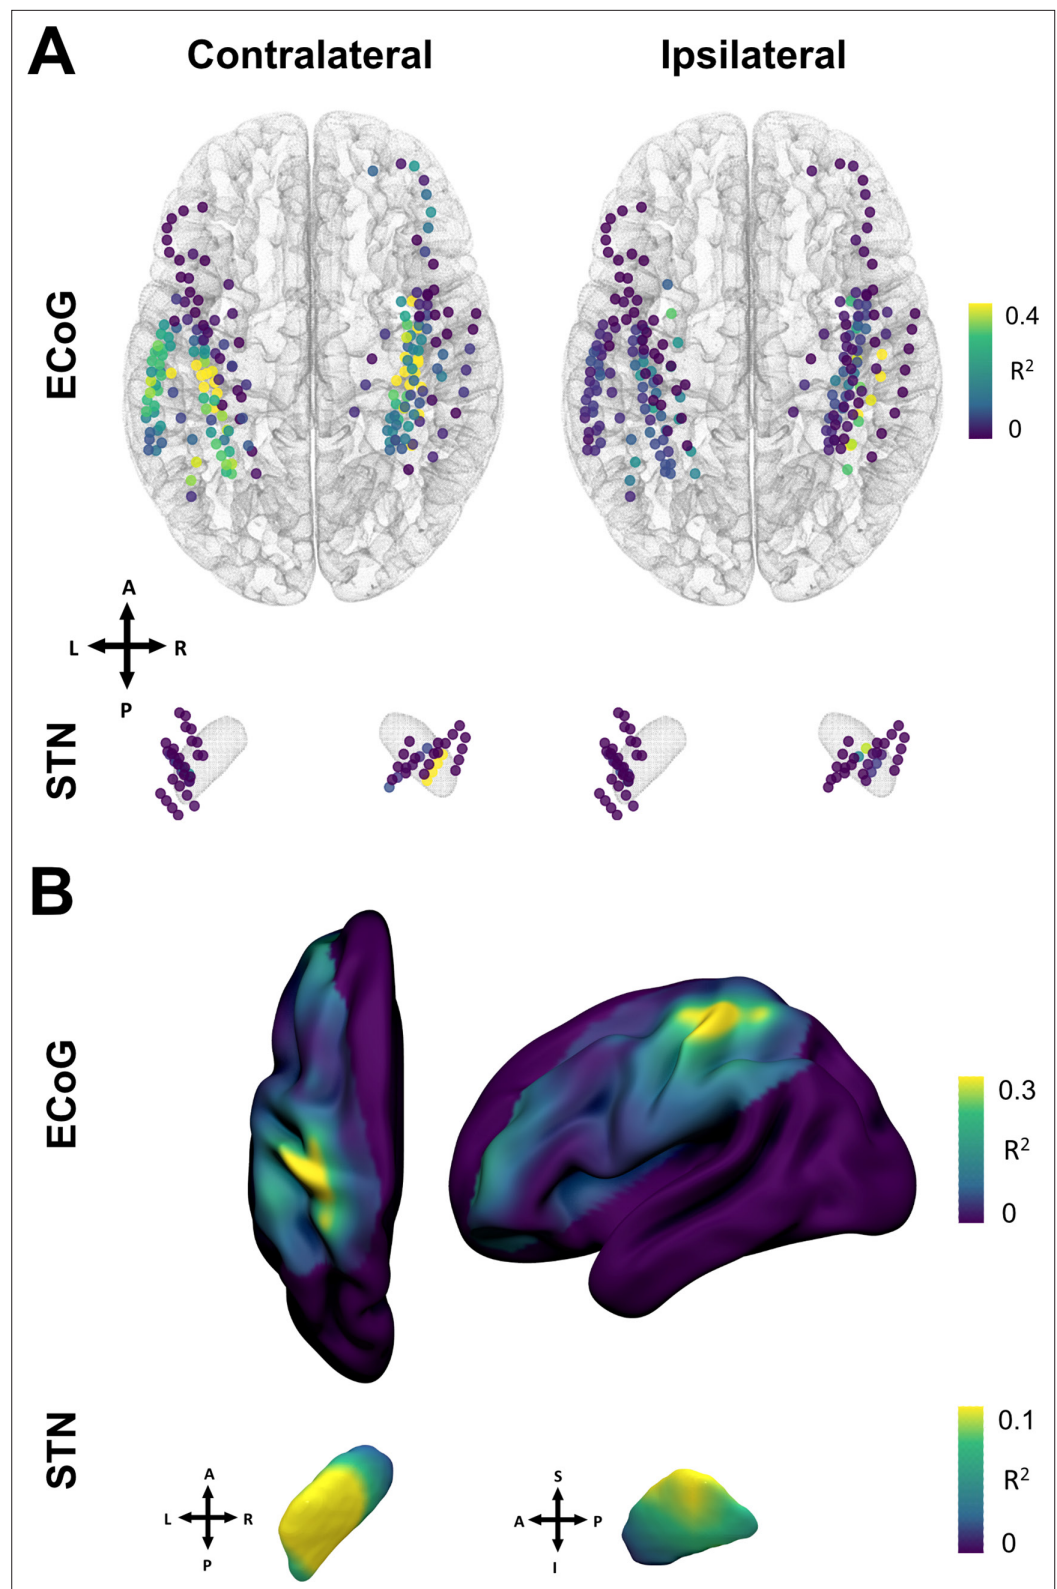 A
Contralateral
Ipsilateral
ECoG
0.4
R²
0
A
L
R
P
STN
B
ECoG
0.3
R²
0
STN
0.1
R²
0
A
L
R
P
S
A
P
I